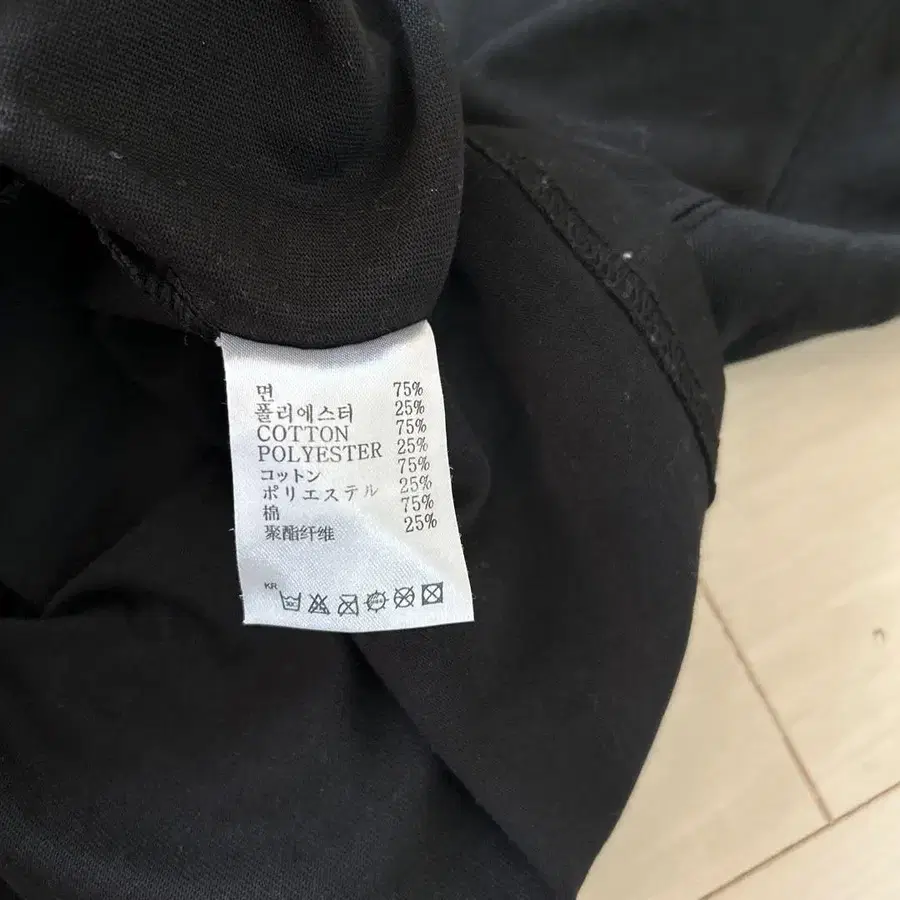 면 75%
폴리에스터 25%
COTTON 75%
POLYESTER 25%
コットン 75%
ポリエステル 25%
棉 75%
聚酯纤维 25%
KR